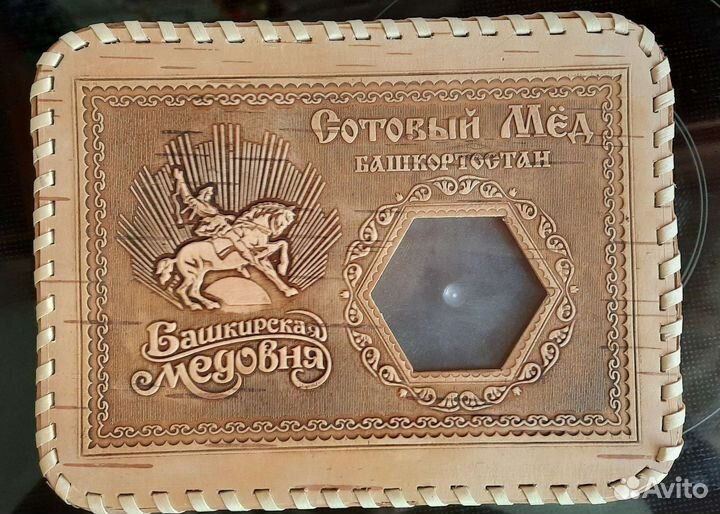 Сотовый Мёд
Башкортостан
Башкирская
Медовня
Avito